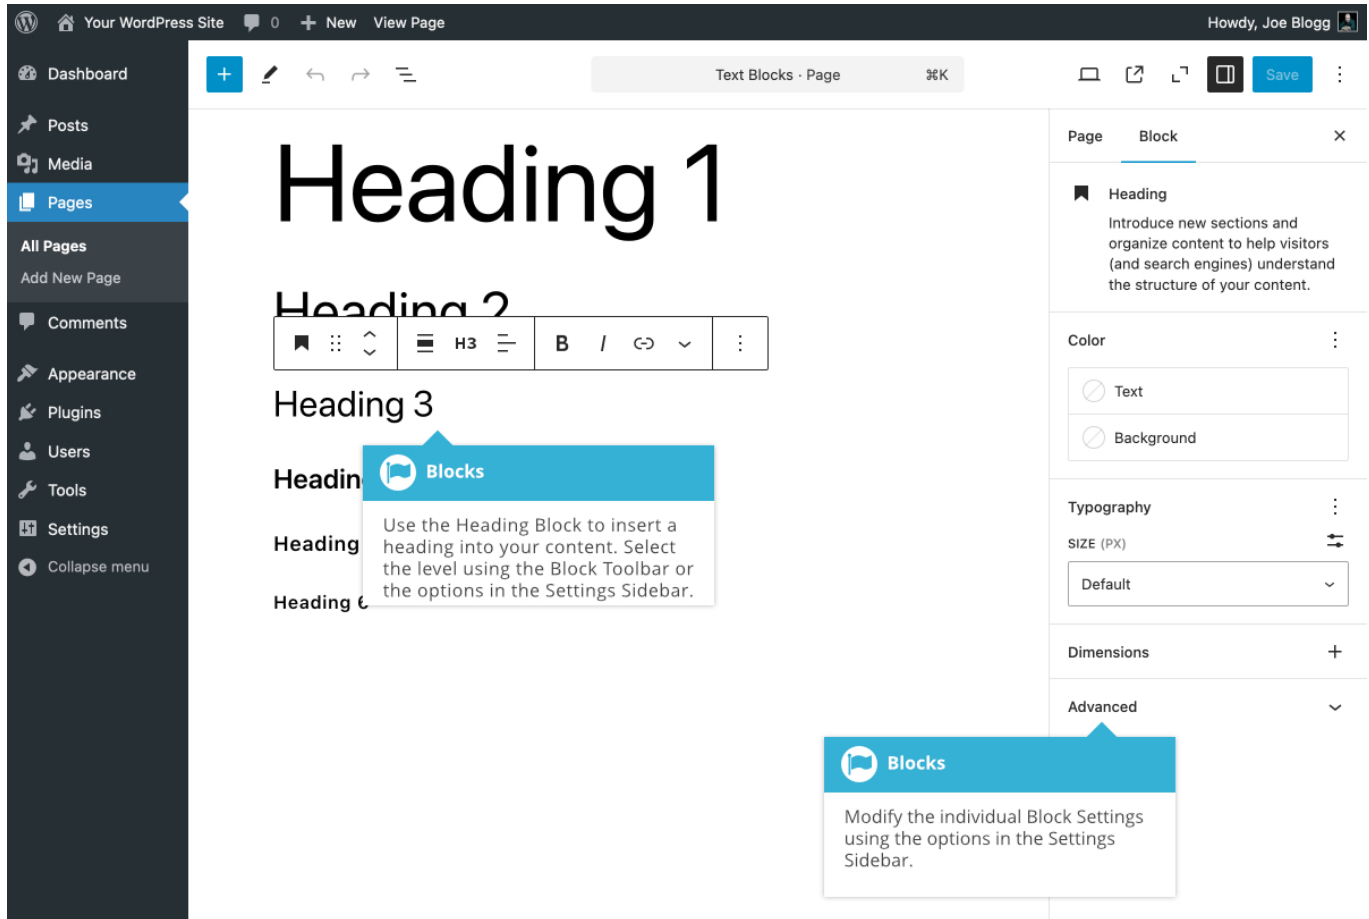 Your WordPress Site 0 New View Page Howdy, Joe Blogg
Dashboard
Posts
Media
Pages
All Pages
Add New Page
Comments
Appearance
Plugins
Users
Tools
Settings
Collapse menu
Text Blocks · Page ⌘K Save
Heading 1
Heading 2
H3 B I
Heading 3
Heading
Heading 6
Blocks
Use the Heading Block to insert a
heading into your content. Select
the level using the Block Toolbar or
the options in the Settings Sidebar.
Page Block
Heading
Introduce new sections and
organize content to help visitors
(and search engines) understand
the structure of your content.
Color
Text
Background
Typography
SIZE (PX)
Default
Dimensions
Advanced
Blocks
Modify the individual Block Settings
using the options in the Settings
Sidebar.